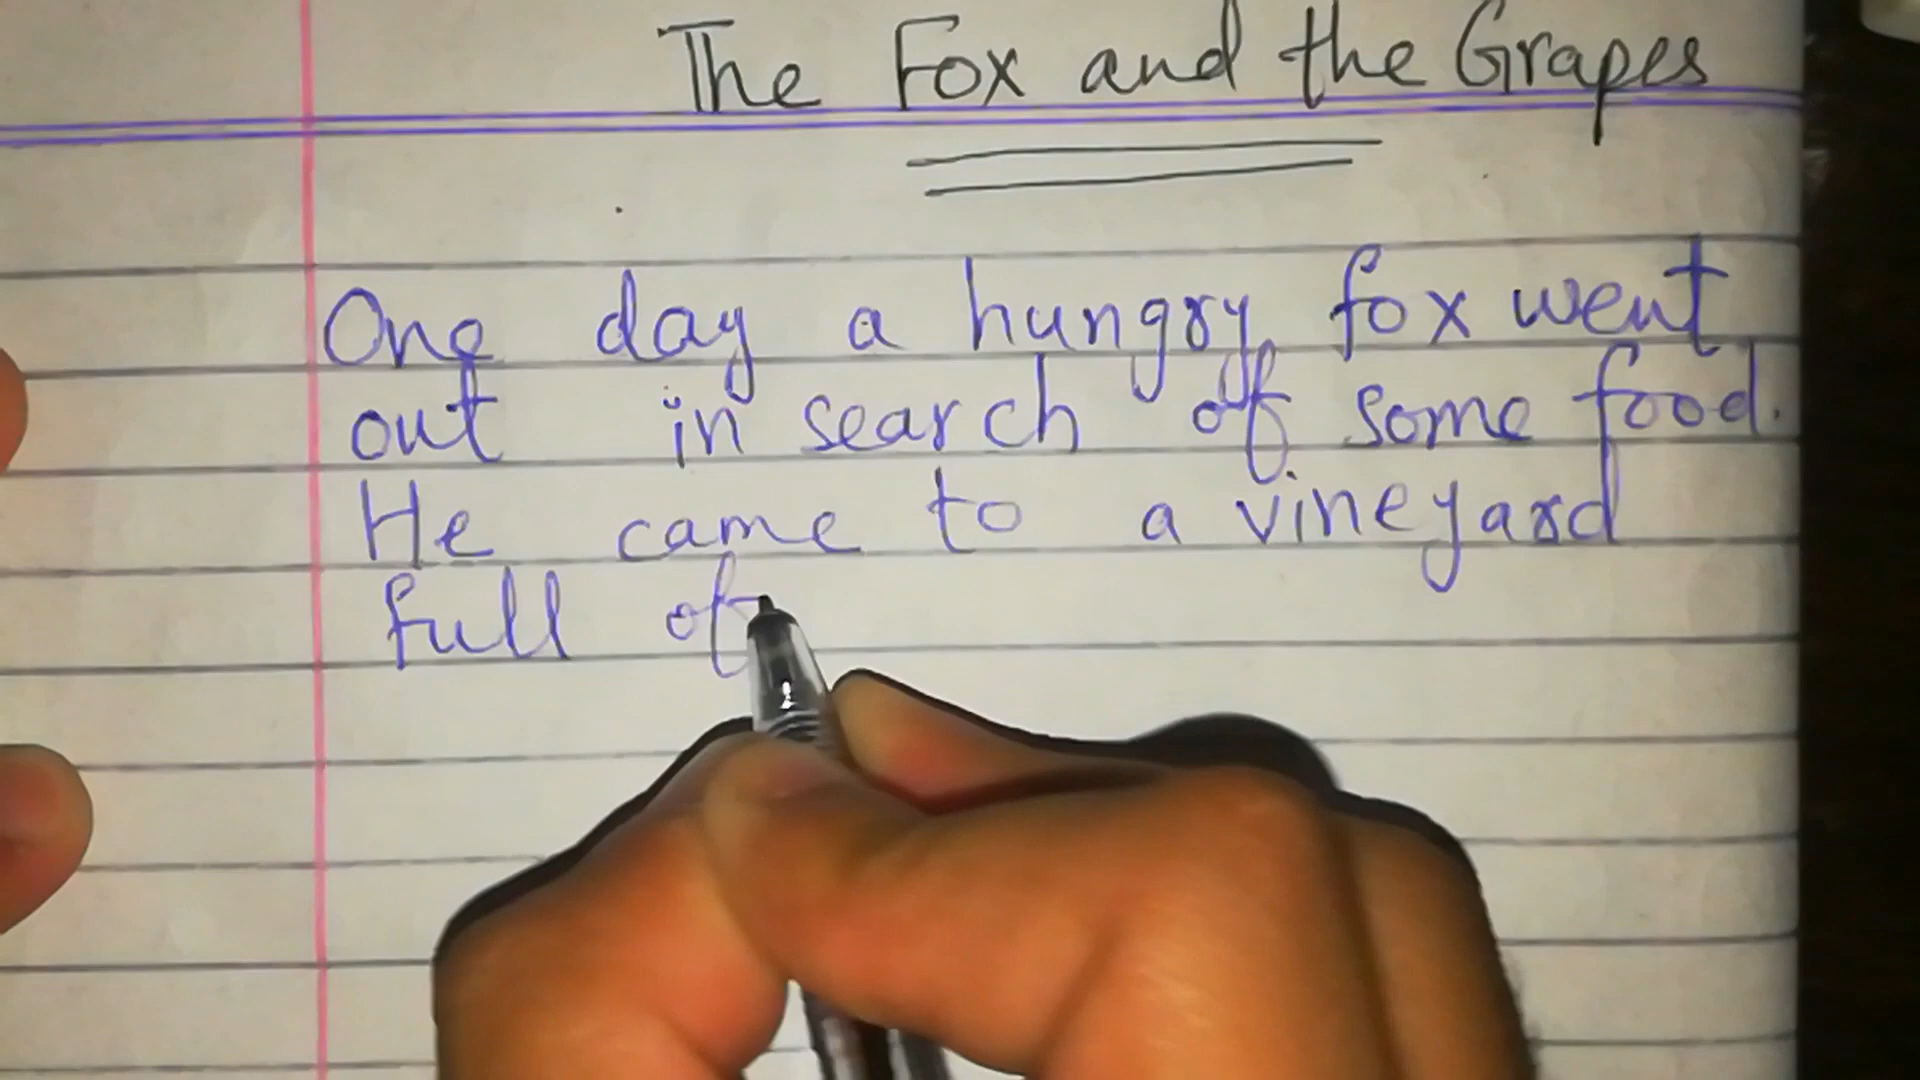 The Fox and the Grapes
One day a hungry fox went
out in search of some food.
He came to a vineyard
full of